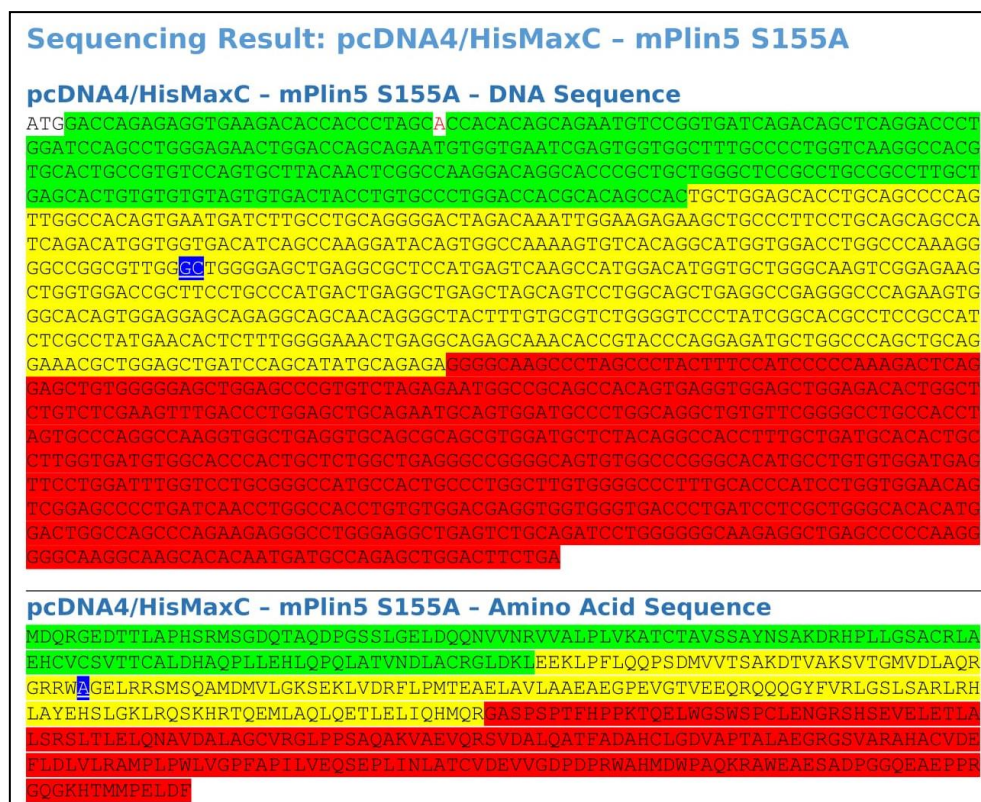 Sequencing Result: pcDNA4/HisMaxC – mPlin5 S155A
pcDNA4/HisMaxC – mPlin5 S155A – DNA Sequence
ATGGACCAGAGAGGTGAAGACACCACCCTAGCACCACACAGCAGAATGTCCGGTGATCAGACAGCTCAGGACCCT
GGATCCAGCCTGGGAGAACTGGACCAGCAGAATGTGGTGAATCGAGTGGTGGCTTTGCCCCTGGTCAAGGCCACG
TGCACTGCCGTGTCCAGTGCTTACAACTCGGCCAAGGACAGGCACCCGCTGCTGGGCTCCGCCTGCCGCCTTGCT
GAGCACTGTGTGTGTAGTGTGACTACCTGTGCCCTGGACCACGCACAGCCACTGCTGGAGCACCTGCAGCCCCAG
TTGGCCACAGTGAATGATCTTGCCTGCAGGGGACTAGACAAATTGGAAGAGAAGCTGCCCTTCCTGCAGCAGCCA
TCAGACATGGTGGTGACATCAGCCAAGGATACAGTGGCCAAAAGTGTCACAGGCATGGTGGACCTGGCCCAAAGG
GGCCGGCGTTGGGCTGGGGAGCTGAGGCGCTCCATGAGTCAAGCCATGGACATGGTGCTGGGCAAGTCGGAGAAG
CTGGTGGACCGCTTCCTGCCCATGACTGAGGCTGAGCTAGCAGTCCTGGCAGCTGAGGCCGAGGGCCCAGAAGTG
GGCACAGTGGAGGAGCAGAGGCAGCAACAGGGCTACTTTGTGCGTCTGGGGTCCCTATCGGCACGCCTCCGCCAT
CTCGCCTATGAACACTCTTTGGGGAAACTGAGGCAGAGCAAACACCGTACCCAGGAGATGCTGGCCCAGCTGCAG
GAAACGCTGGAGCTGATCCAGCATATGCAGAGAGGGGCAAGCCCTAGCCCTACTTTCCATCCCCCAAAGACTCAG
GAGCTGTGGGGGAGCTGGAGCCCGTGTCTAGAGAATGGCCGCAGCCACAGTGAGGTGGAGCTGGAGACACTGGCT
CTGTCTCGAAGTTTGACCCTGGAGCTGCAGAATGCAGTGGATGCCCTGGCAGGCTGTGTTCGGGGCCTGCCACCT
AGTGCCCAGGCCAAGGTGGCTGAGGTGCAGCGCAGCGTGGATGCTCTACAGGCCACCTTTGCTGATGCACACTGC
CTTGGTGATGTGGCACCCACTGCTCTGGCTGAGGGCCGGGGCAGTGTGGCCCGGGCACATGCCTGTGTGGATGAG
TTCCTGGATTTGGTCCTGCGGGCCATGCCACTGCCCTGGCTTGTGGGGCCCTTTGCACCCATCCTGGTGGAACAG
TCGGAGCCCCTGATCAACCTGGCCACCTGTGTGGACGAGGTGGTGGGTGACCCTGATCCTCGCTGGGCACACATG
GACTGGCCAGCCCAGAAGAGGGCCTGGGAGGCTGAGTCTGCAGATCCTGGGGGGCAAGAGGCTGAGCCCCCAAGG
GGGCAAGGCAAGCACACAATGATGCCAGAGCTGGACTTCTGA
pcDNA4/HisMaxC – mPlin5 S155A – Amino Acid Sequence
MDQRGEDTTLAPHSRMSGDQTAQDPGSSLGELDQQNVVNRVVALPLVKATCTAVSSAYNSAKDRHPLLGSACRLA
EHCVCSVTTCALDHAQPLLEHLQPQLATVNDLACRGLDKLEEKLPFLQQPSDMVVTSAKDTVAKSVTGMVDLAQR
GRRWAGELRRSMSQAMDMVLGKSEKLVDRFLPMTEAELAVLAAEAEGPEVGTVEEQRQQQGYFVRLGSLSARLRH
LAYEHSLGKLRQSKHRTQEMLAQLQETLELIQHMQRGASPSPTFHPPKTQELWGSWSPCLENGRSHSEVELETLA
LSRSLTLELQNAVDALAGCVRGLPPSAQAKVAEVQRSVDALQATFADAHCLGDVAPTALAEGRGSVARAHACVDE
FLDLVLRAMPLPWLVGPFAPILVEQSEPLINLATCVDEVVGDPDPRWAHMDWPAQKRAWEAESADPGGQEAEPPR
GQGKHTMMPELDF